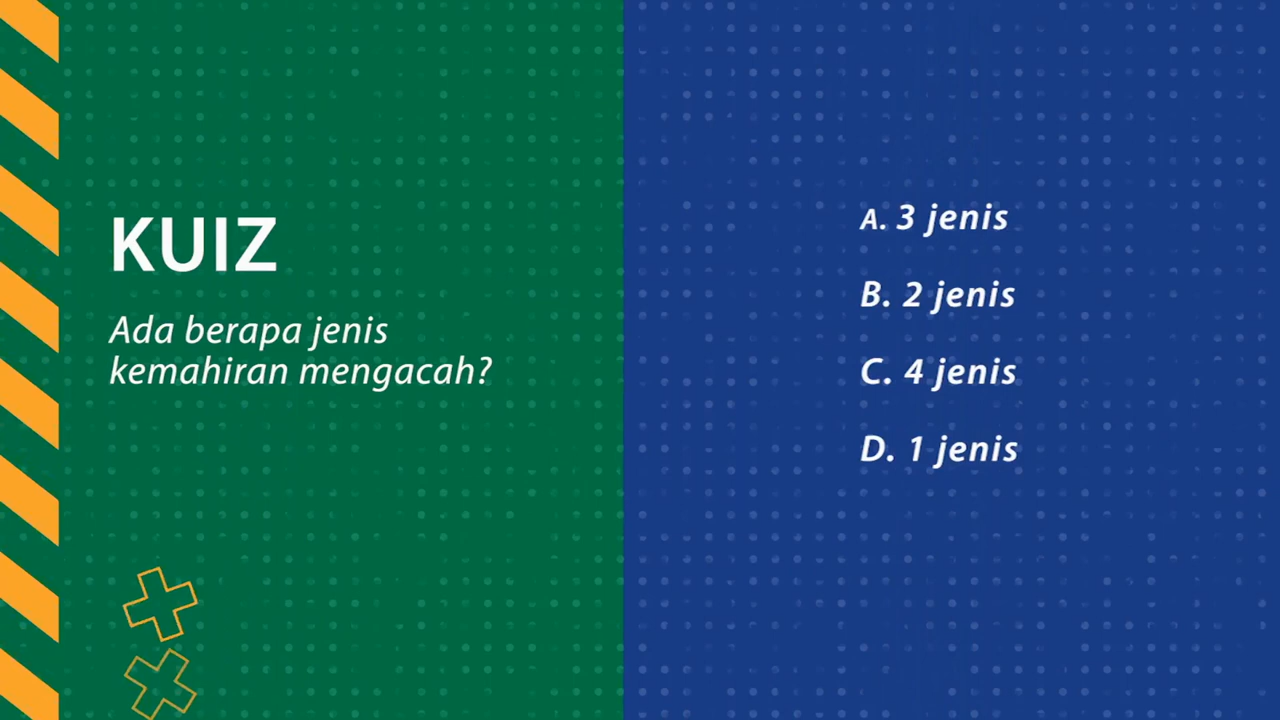 KUIZ
Ada berapa jenis
kemahiran mengacah?
A. 3 jenis
B. 2 jenis
C. 4 jenis
D. 1 jenis